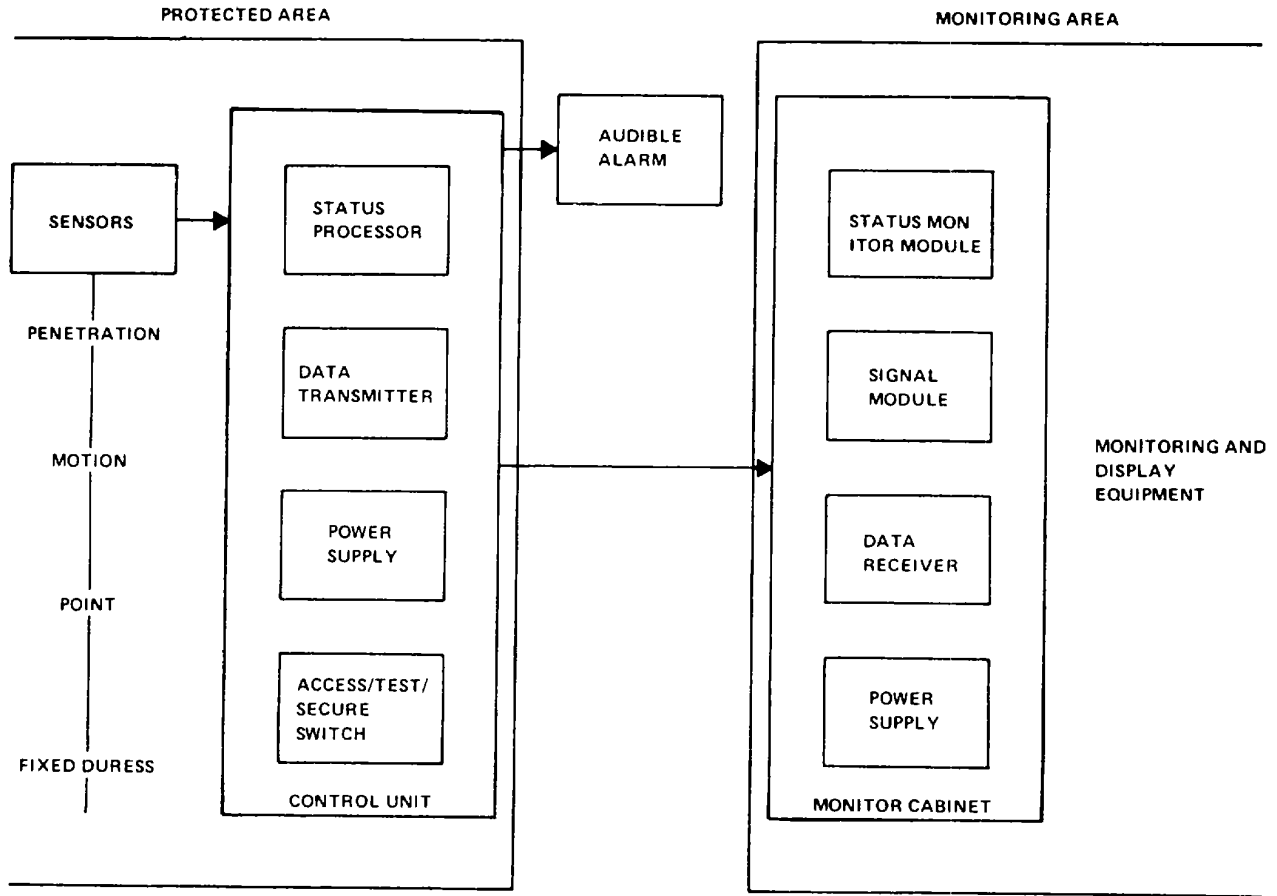 PROTECTED AREA
MONITORING AREA
AUDIBLE
ALARM
SENSORS
STATUS
PROCESSOR
STATUS MON
ITOR MODULE
PENETRATION
DATA
TRANSMITTER
SIGNAL
MODULE
MOTION
MONITORING AND
DISPLAY
EQUIPMENT
POWER
SUPPLY
DATA
RECEIVER
POINT
ACCESS/TEST/
SECURE
SWITCH
POWER
SUPPLY
FIXED DURESS
CONTROL UNIT
MONITOR CABINET